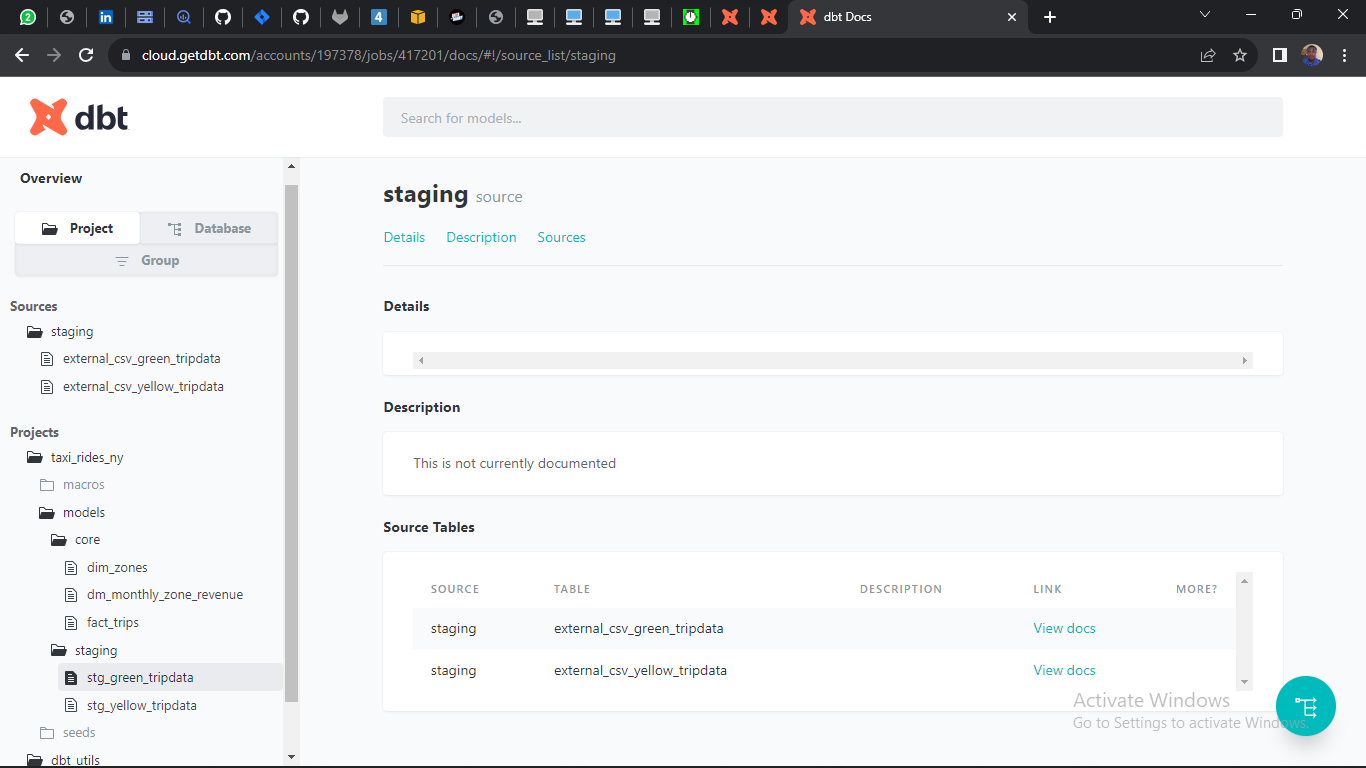 2
in
4
dbt Docs
cloud.getdbt.com/accounts/197378/jobs/417201/docs/#!/source_list/staging
dbt
Search for models...
Overview
Project
Database
Group
Sources
staging
external_csv_green_tripdata
external_csv_yellow_tripdata
Projects
taxi_rides_ny
macros
models
core
dim_zones
dm_monthly_zone_revenue
fact_trips
staging
stg_green_tripdata
stg_yellow_tripdata
seeds
dbt_utils
staging source
Details Description Sources
Details
Description
This is not currently documented
Source Tables
SOURCE TABLE DESCRIPTION LINK MORE?
staging external_csv_green_tripdata View docs
staging external_csv_yellow_tripdata View docs
Activate Windows
Go to Settings to activate Windows.